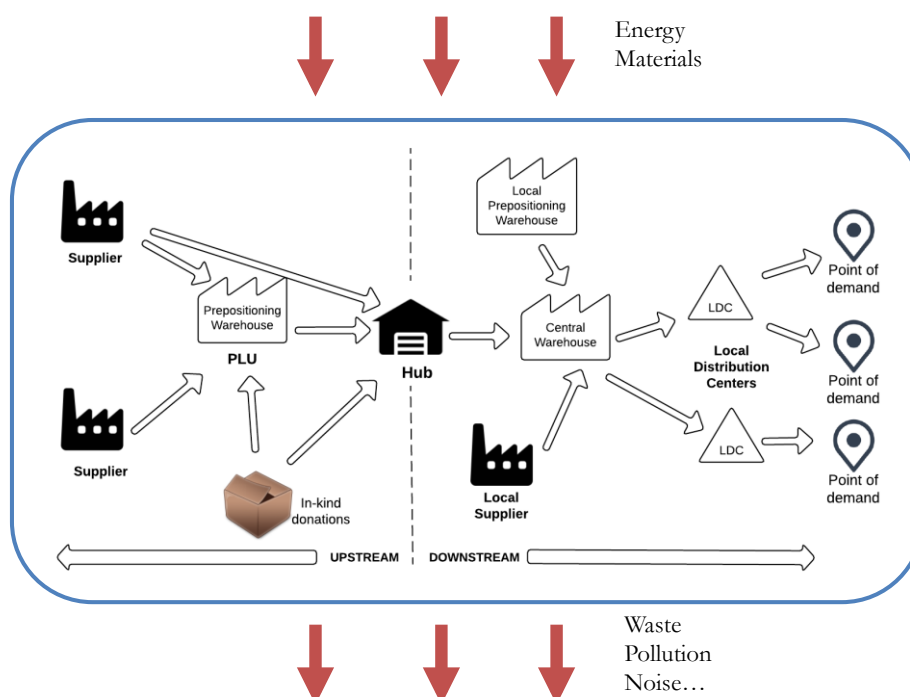 Energy
Materials
Local
Prepositioning
Warehouse
Supplier
Point of
demand
Prepositioning
Warehouse
LDC
Central
Warehouse
PLU
Hub
Local
Distribution
Centers
Point of
demand
LDC
Supplier
Point of
demand
In-kind
donations
Local
Supplier
UPSTREAM
DOWNSTREAM
Waste
Pollution
Noise…